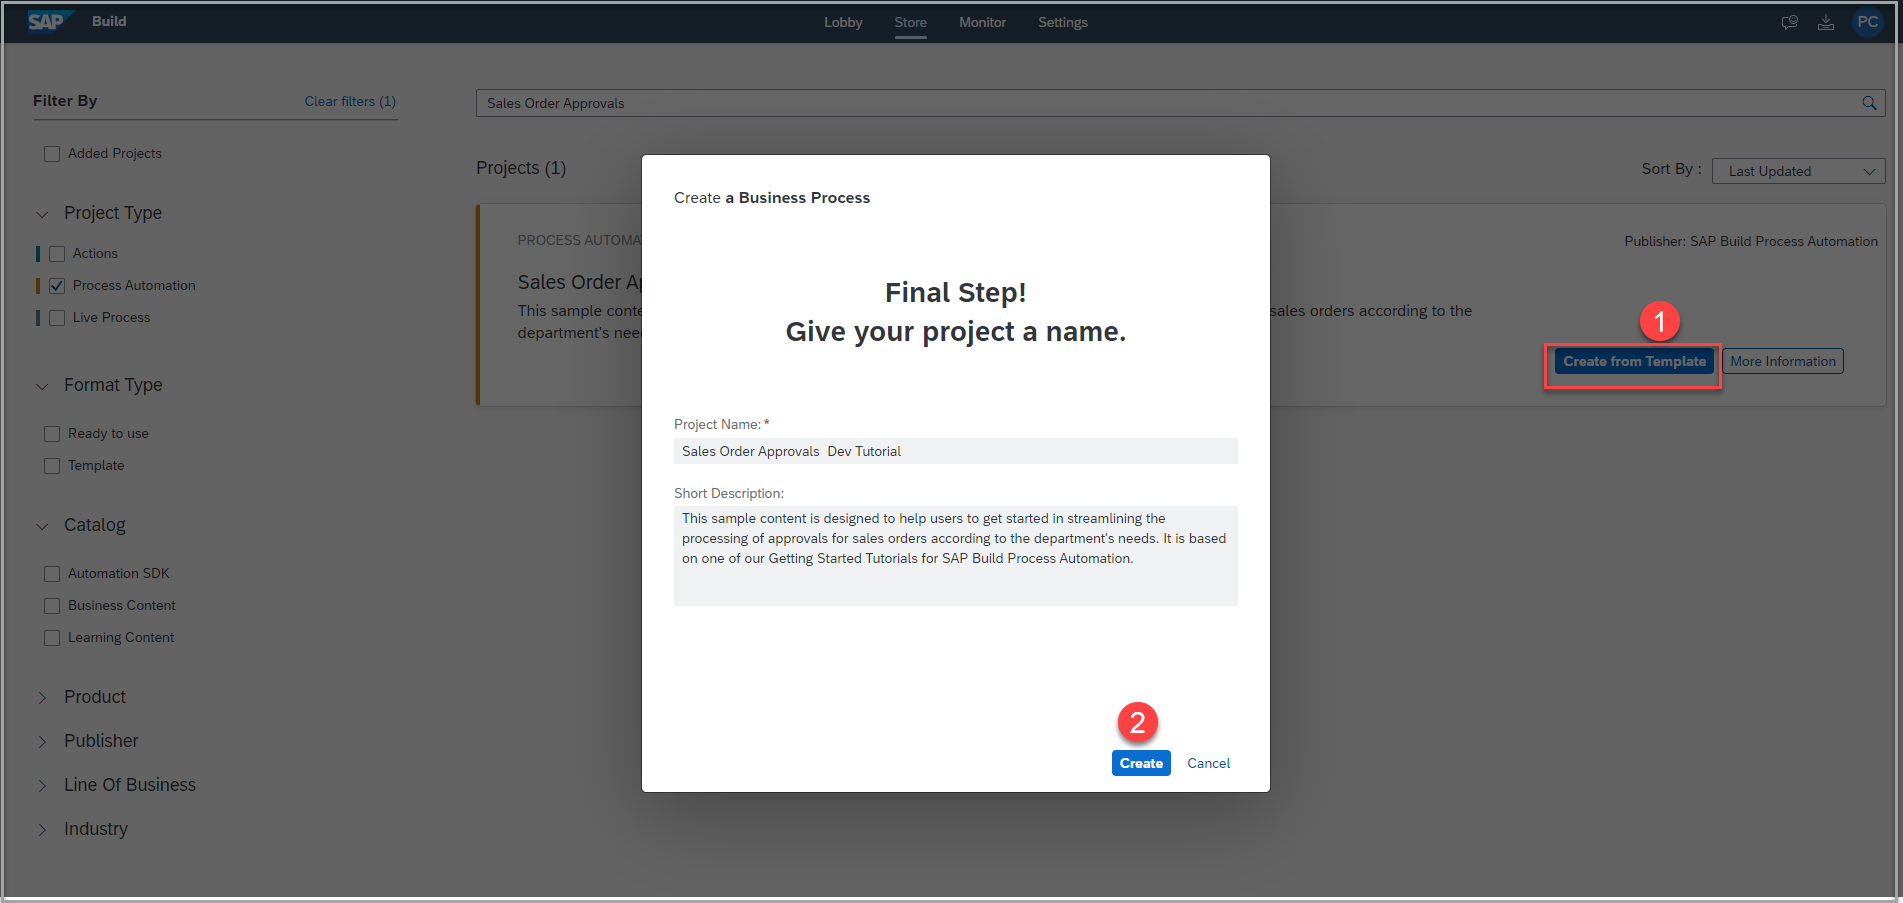 SAP Build
Lobby Store Monitor Settings
PC
Filter By Clear filters (1)
Added Projects
Project Type
Actions
Process Automation
Live Process
Format Type
Ready to use
Template
Catalog
Automation SDK
Business Content
Learning Content
Product
Publisher
Line Of Business
Industry
Sales Order Approvals
Projects (1)
Sort By : Last Updated
PROCESS AUTOMA
Publisher: SAP Build Process Automation
Sales Order Ap
This sample conte
sales orders according to the
department's nee
1
Create from Template More Information
Create a Business Process
Final Step!
Give your project a name.
Project Name: *
Sales Order Approvals  Dev Tutorial
Short Description:
This sample content is designed to help users to get started in streamlining the
processing of approvals for sales orders according to the department's needs. It is based
on one of our Getting Started Tutorials for SAP Build Process Automation.
2
Create Cancel